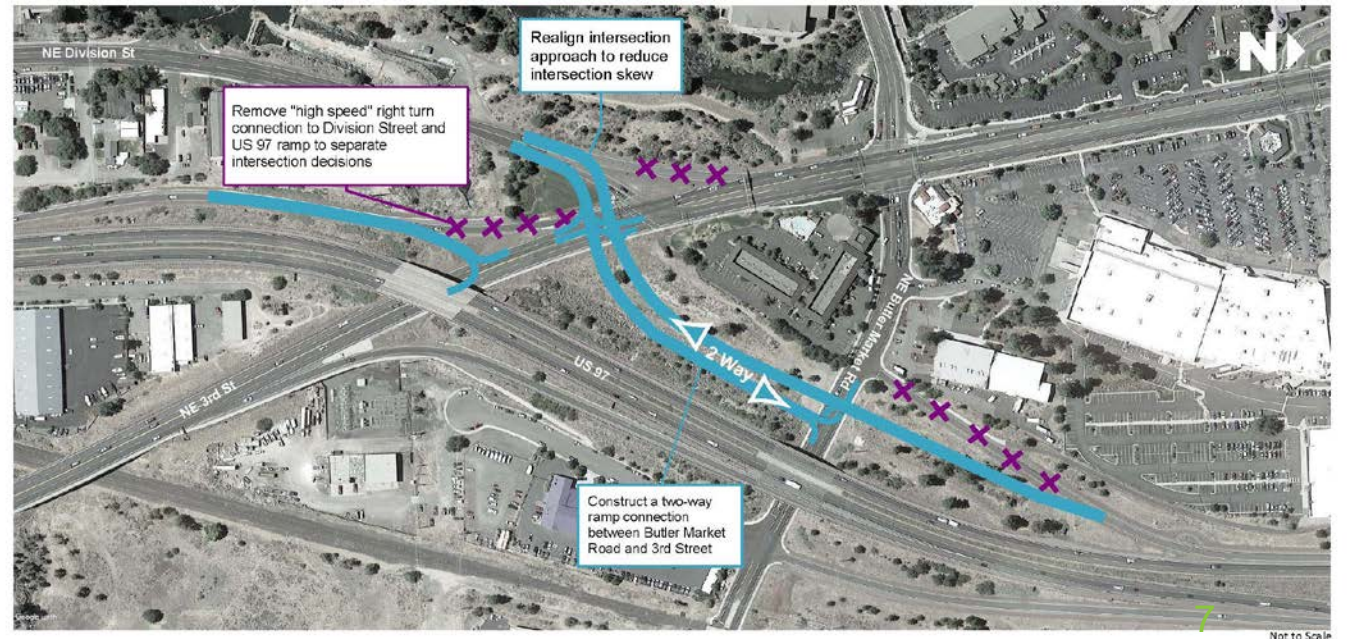 NE Division St
Realign intersection
approach to reduce
intersection skew
N
Remove "high speed" right turn
connection to Division Street and
US 97 ramp to separate
intersection decisions
NE Butler Market Rd
2 Way
US 97
NE 3rd St
Construct a two-way
ramp connection
between Butler Market
Road and 3rd Street
Google Earth
7
Not to Scale